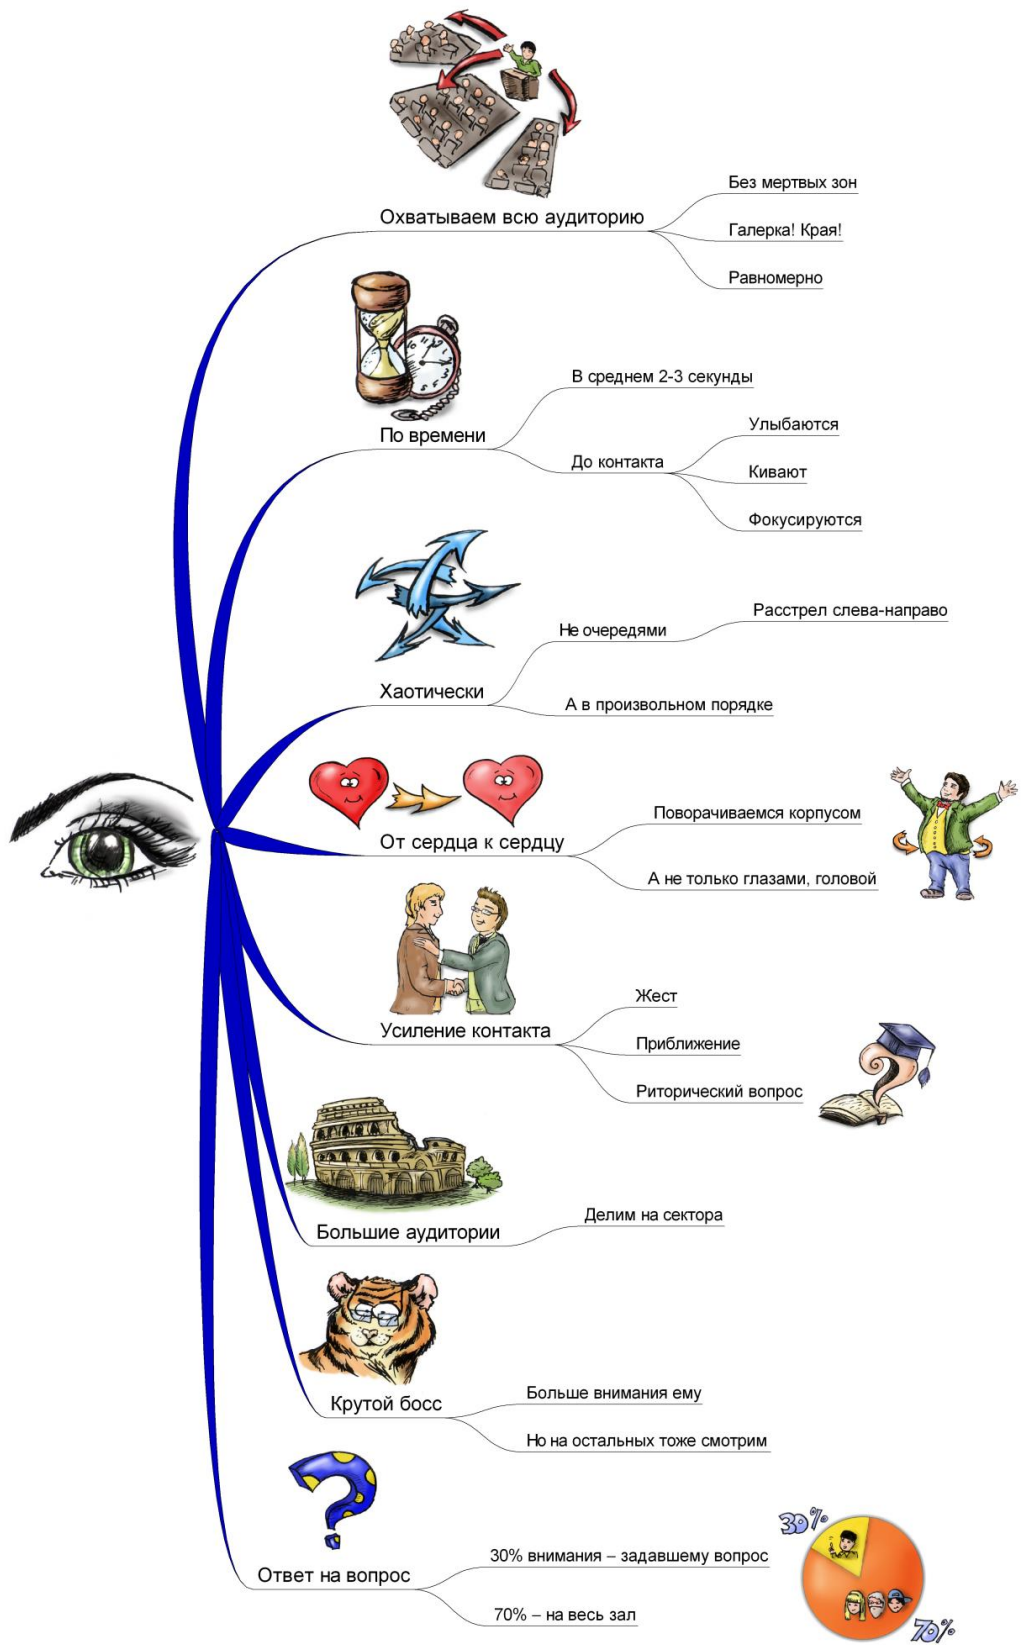 Охватываем всю аудиторию
Без мертвых зон
Галерка! Края!
Равномерно
По времени
В среднем 2-3 секунды
До контакта
Улыбаются
Кивают
Фокусируются
Хаотически
Не очередями
Расстрел слева-направо
А в произвольном порядке
От сердца к сердцу
Поворачиваемся корпусом
А не только глазами, головой
Усиление контакта
Жест
Приближение
Риторический вопрос
Большие аудитории
Делим на сектора
Крутой босс
Больше внимания ему
Но на остальных тоже смотрим
Ответ на вопрос
30% внимания – задавшему вопрос
70% – на весь зал
30%
70%